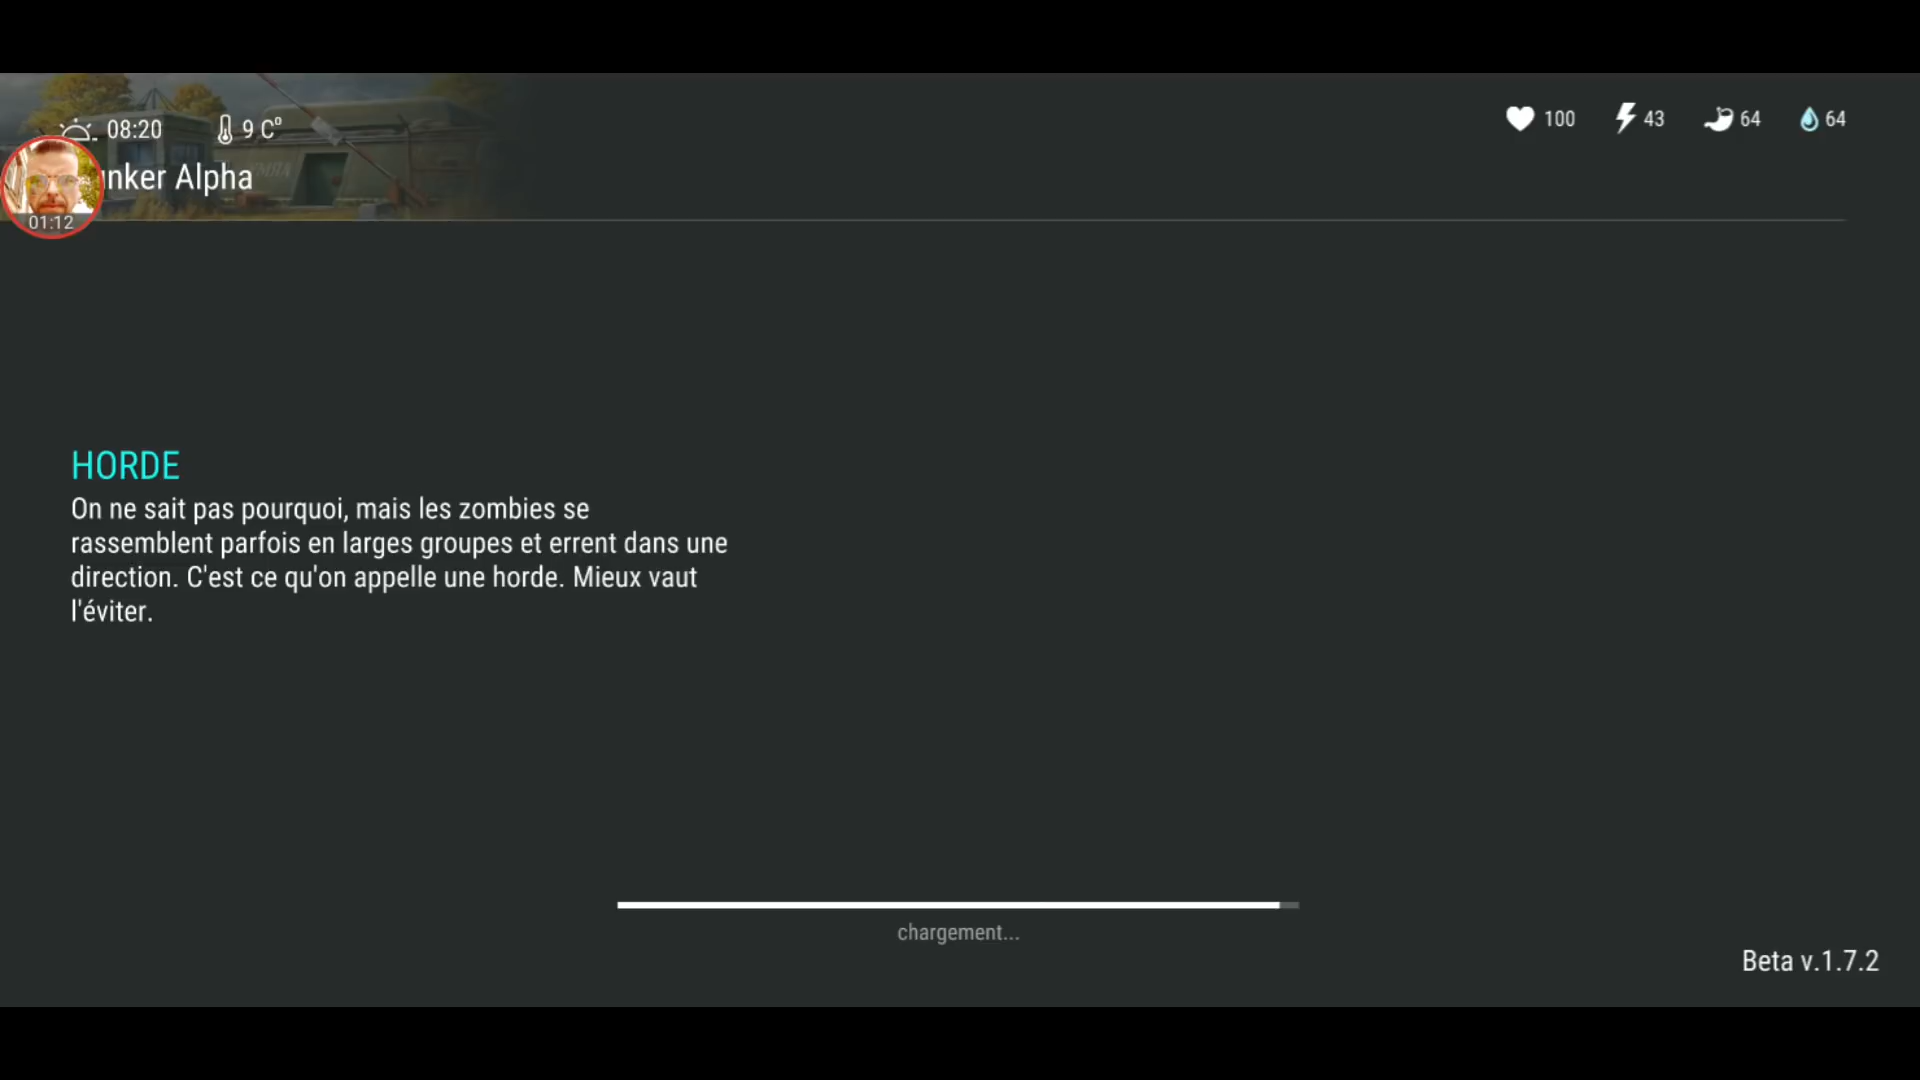 08:20 9 C°
100 43 64 64
nker Alpha
01:12
HORDE
On ne sait pas pourquoi, mais les zombies se
rassemblent parfois en larges groupes et errent dans une
direction. C'est ce qu'on appelle une horde. Mieux vaut
l'éviter.
chargement...
Beta v.1.7.2